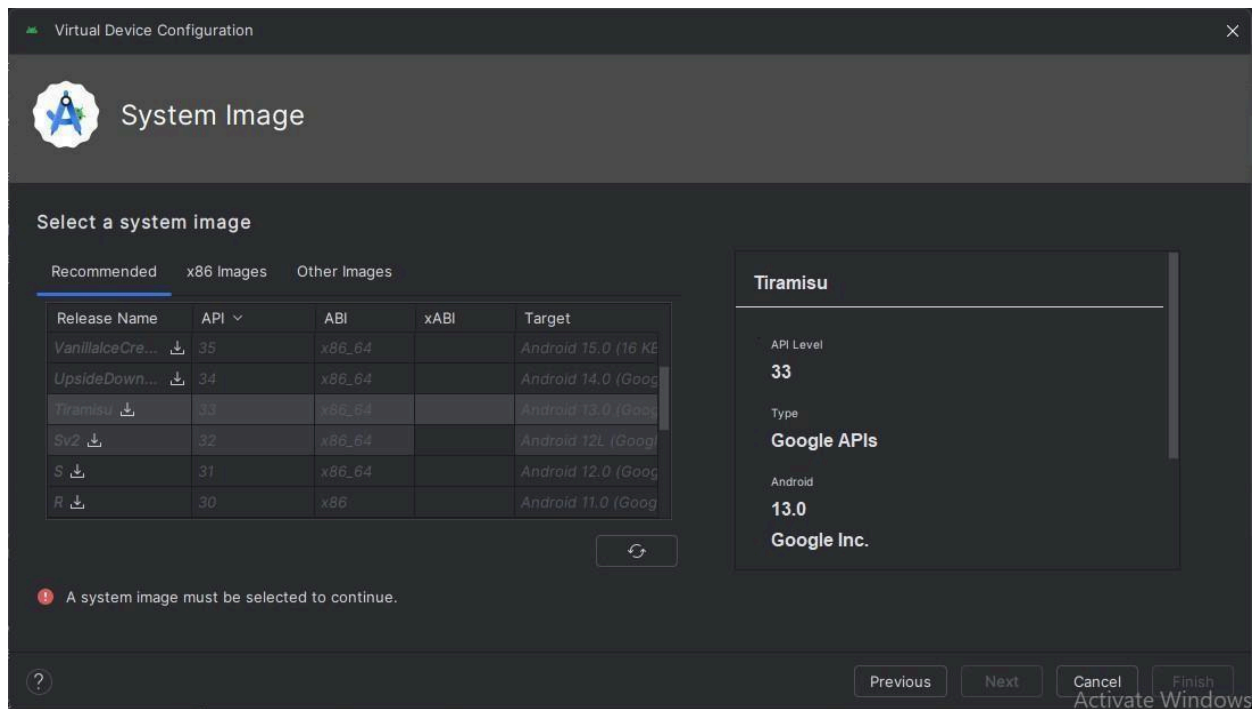 Virtual Device Configuration
System Image
Select a system image
Recommended x86 Images Other Images
Release Name API ABI xABI Target
VanillaIceCre... 35 x86_64 Android 15.0 (16 KE
UpsideDown... 34 x86_64 Android 14.0 (Goog
Tiramisu 33 x86_64 Android 13.0 (Goog
Sv2 32 x86_64 Android 12L (Googl
S 31 x86_64 Android 12.0 (Goog
R 30 x86 Android 11.0 (Goog
A system image must be selected to continue.
Tiramisu
API Level
33
Type
Google APIs
Android
13.0
Google Inc.
? Previous Next Cancel Finish
Activate Windows